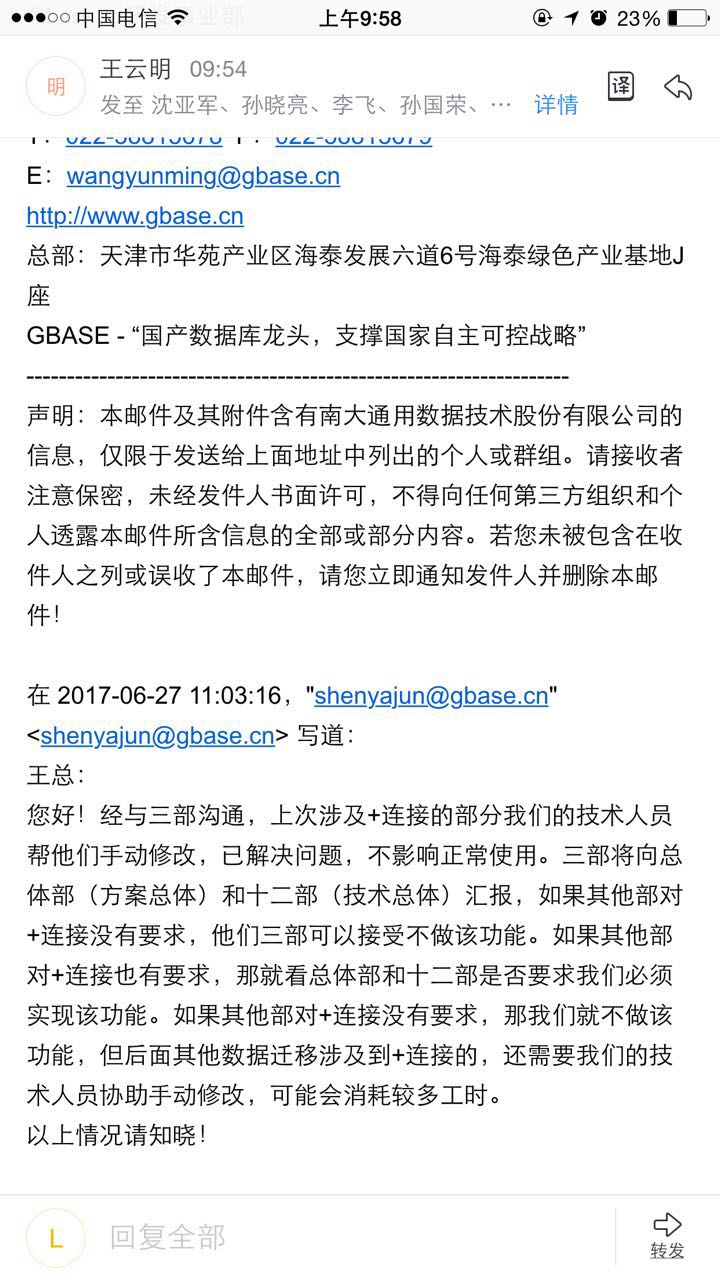 中国电信 上午9:58 23%
明 王云明 09:54 译
发至 沈亚军、孙晓亮、李飞、孙国荣、… 详情
E：wangyunming@gbase.cn
http://www.gbase.cn
总部：天津市华苑产业区海泰发展六道6号海泰绿色产业基地J
座
GBASE - “国产数据库龙头，支撑国家自主可控战略”
-------------------------------------------------------------------
声明：本邮件及其附件含有南大通用数据技术股份有限公司的
信息，仅限于发送给上面地址中列出的个人或群组。请接收者
注意保密，未经发件人书面许可，不得向任何第三方组织和个
人透露本邮件所含信息的全部或部分内容。若您未被包含在收
件人之列或误收了本邮件，请您立即通知发件人并删除本邮
件！
在 2017-06-27 11:03:16，"shenyajun@gbase.cn"
<shenyajun@gbase.cn> 写道：
王总：
您好！经与三部沟通，上次涉及+连接的部分我们的技术人员
帮他们手动修改，已解决问题，不影响正常使用。三部将向总
体部（方案总体）和十二部（技术总体）汇报，如果其他部对
+连接没有要求，他们三部可以接受不做该功能。如果其他部
对+连接也有要求，那就看总体部和十二部是否要求我们必须
实现该功能。如果其他部对+连接没有要求，那我们就不做该
功能，但后面其他数据迁移涉及到+连接的，还需要我们的技
术人员协助手动修改，可能会消耗较多工时。
以上情况请知晓！
L 回复全部 转发